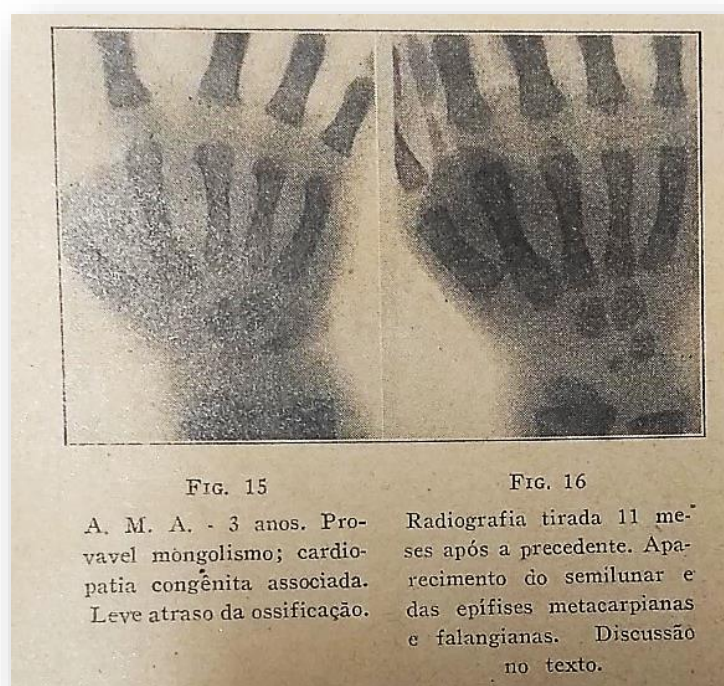 FIG. 15
A. M. A. - 3 anos. Pro-
vavel mongolismo; cardio-
patia congênita associada.
Leve atraso da ossificação.
FIG. 16
Radiografia tirada 11 me-
ses após a precedente. Apa-
recimento do semilunar e
das epífises metacarpianas
e falangianas. Discussão
no texto.